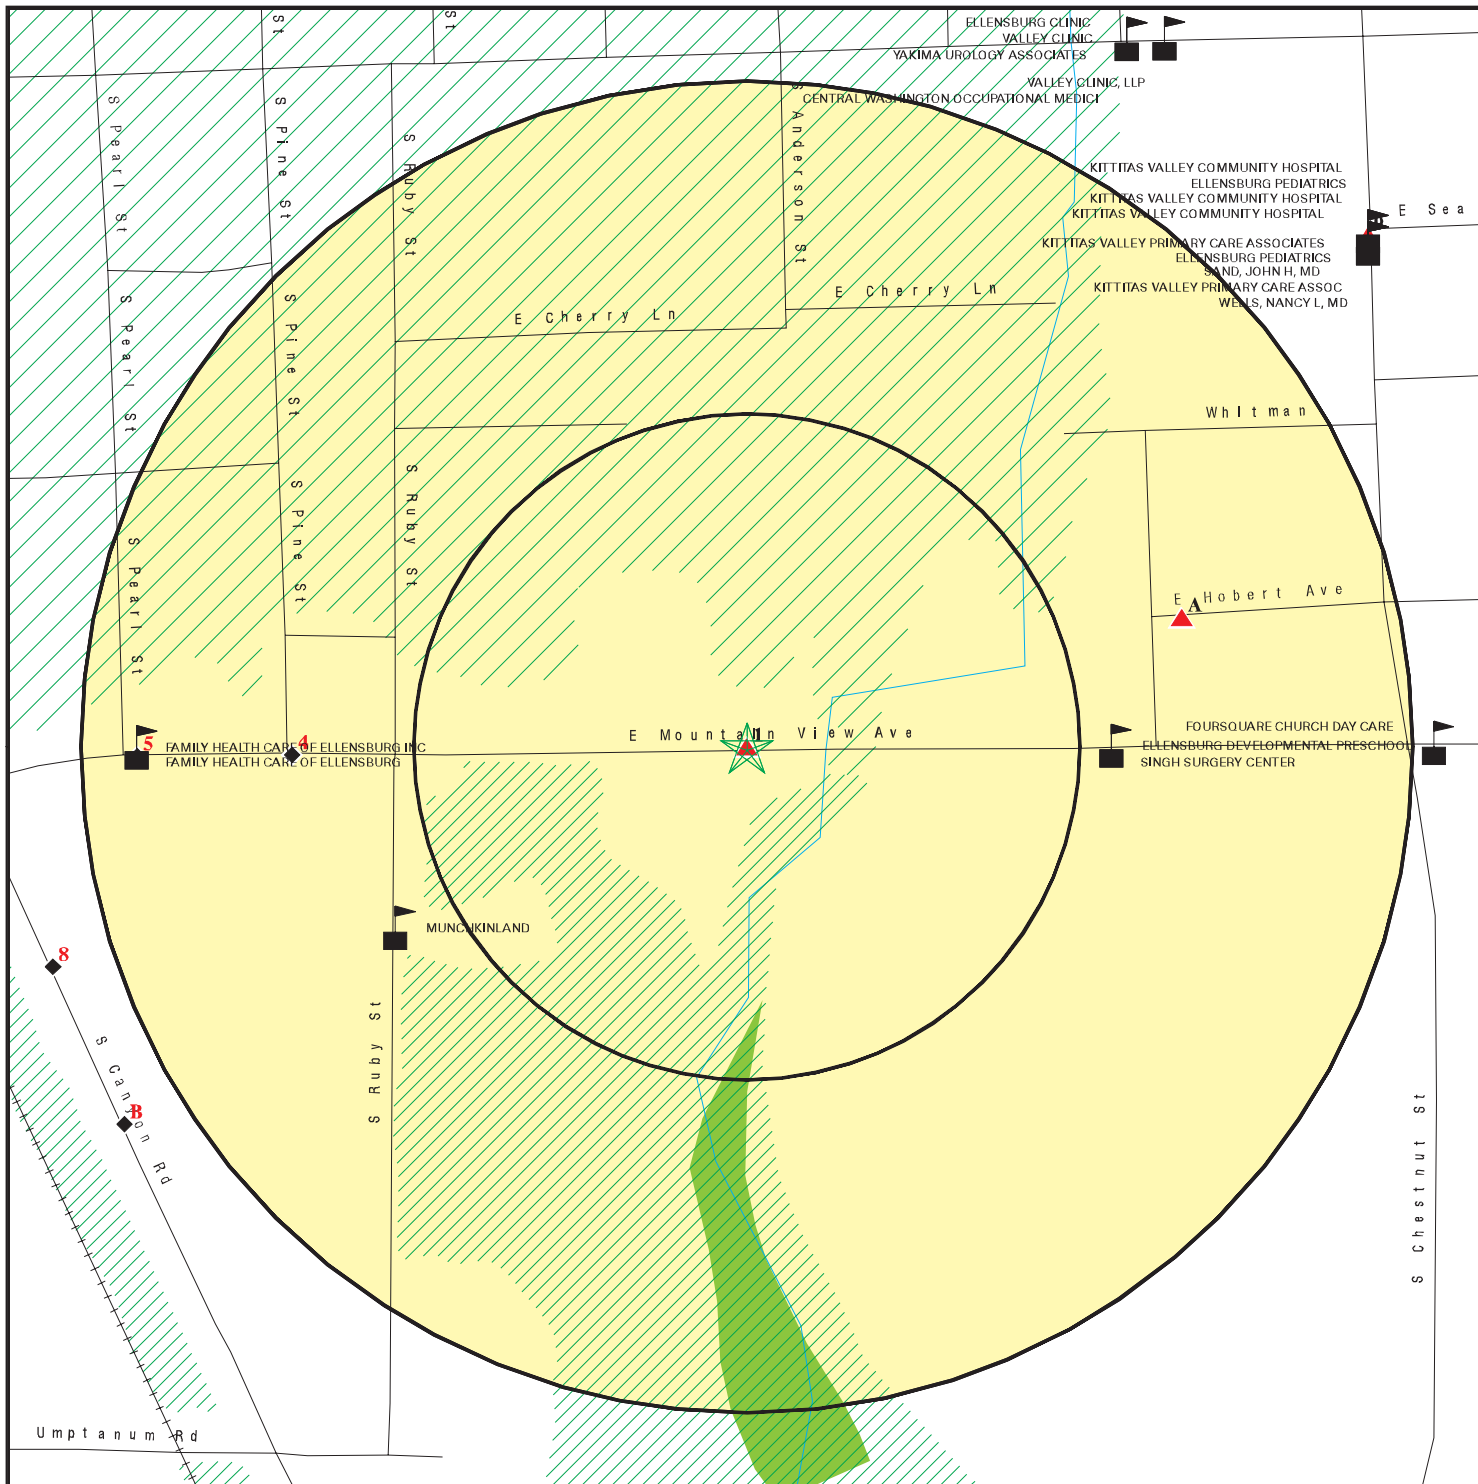 St
St
ELLENSBURG CLINIC
VALLEY CLINIC
YAKIMA UROLOGY ASSOCIATES
VALLEY CLINIC, LLP
CENTRAL WASHINGTON OCCUPATIONAL MEDICI
S Pearl St
S Pine St
S Ruby St
S Anderson St
KITTITAS VALLEY COMMUNITY HOSPITAL
ELLENSBURG PEDIATRICS
KITTITAS VALLEY COMMUNITY HOSPITAL
KITTITAS VALLEY COMMUNITY HOSPITAL
E Sea
KITTITAS VALLEY PRIMARY CARE ASSOCIATES
ELLENSBURG PEDIATRICS
SAND, JOHN H, MD
KITTITAS VALLEY PRIMARY CARE ASSOC
WELLS, NANCY L, MD
E Cherry Ln
E Cherry Ln
S Pearl St
S Pine St
Whitman
S Ruby St
S Pine St
S Pearl St
E Hobert Ave
A
E Mountain View Ave
1
FOURSQUARE CHURCH DAY CARE
5
4
FAMILY HEALTH CARE OF ELLENSBURG INC
FAMILY HEALTH CARE OF ELLENSBURG
ELLENSBURG DEVELOPMENTAL PRESCHOOL
SINGH SURGERY CENTER
MUNCHKINLAND
8
S Ruby St
S Canyon Rd
B
S Chestnut St
Umptanum Rd